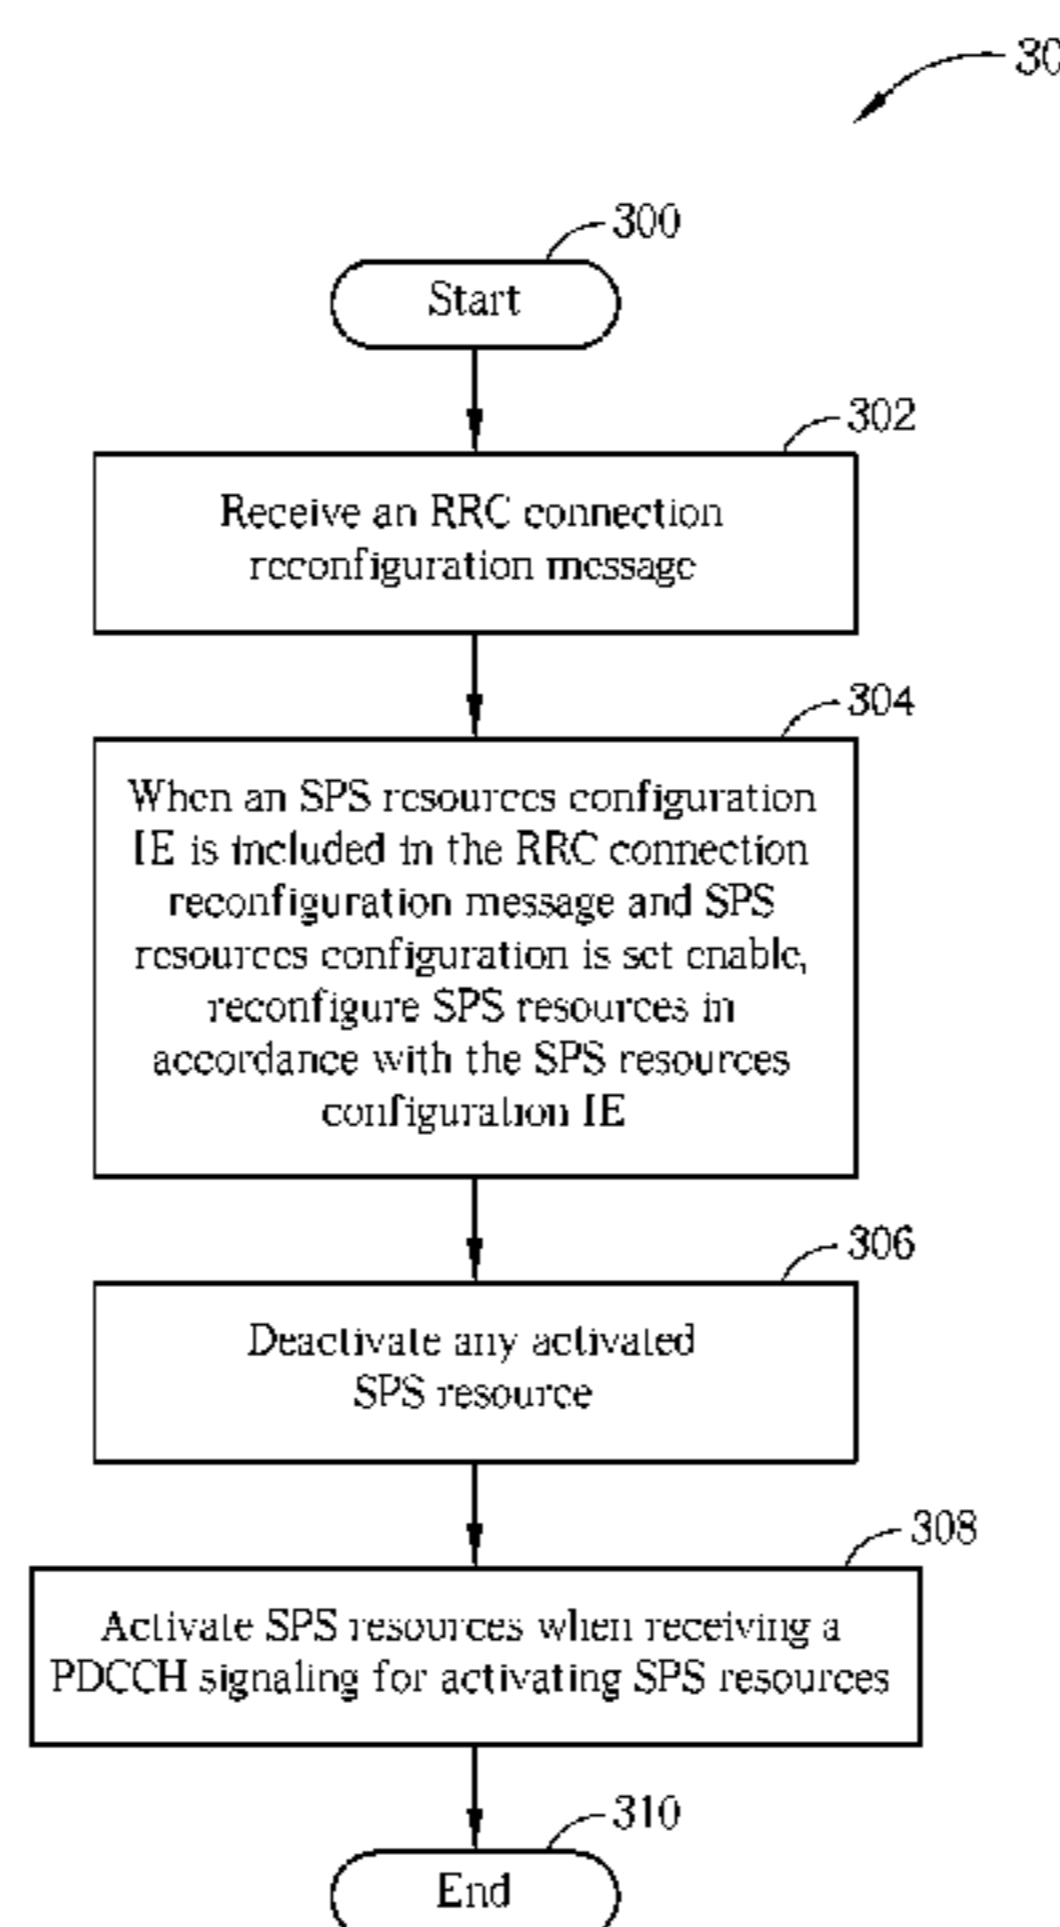 30
300
Start
302
Receive an RRC connection
reconfiguration message
304
When an SPS resources configuration
IE is included in the RRC connection
reconfiguration message and SPS
resources configuration is set enable,
reconfigure SPS resources in
accordance with the SPS resources
configuration IE
306
Deactivate any activated
SPS resource
308
Activate SPS resources when receiving a
PDCCH signaling for activating SPS resources
310
End